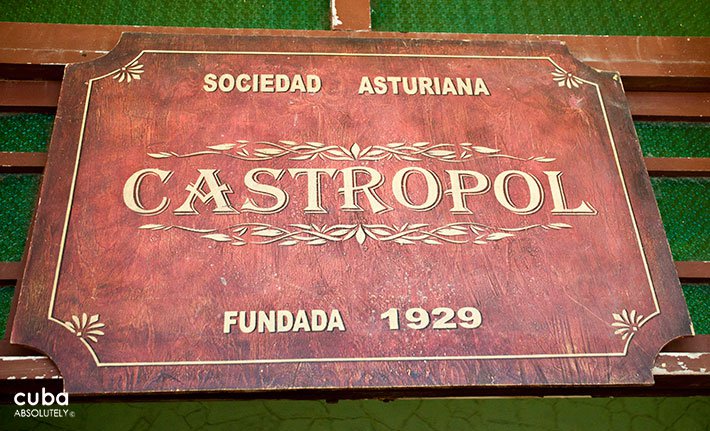 SOCIEDAD ASTURIANA
CASTROPOL
FUNDADA 1929
cuba
ABSOLUTELY©